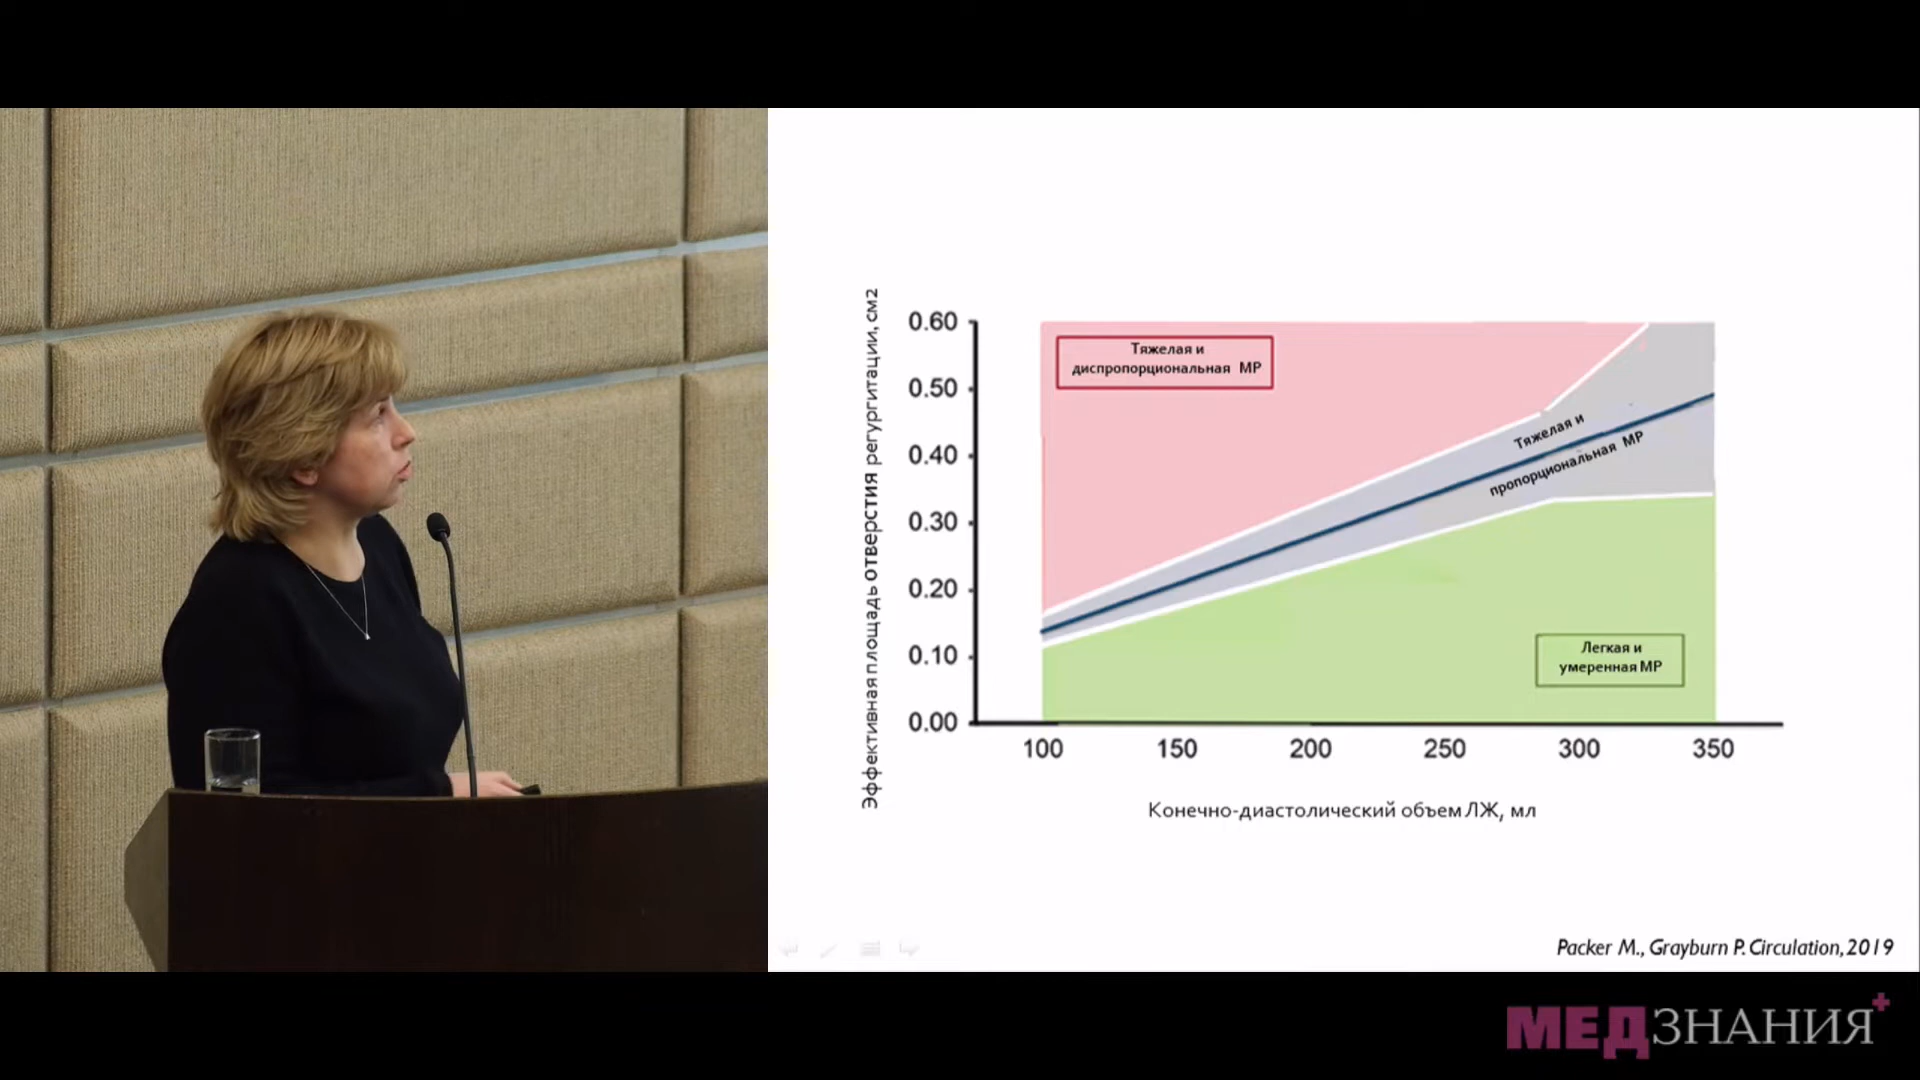 Эффективная площадь отверстия регургитации, см2
0.60
0.50
0.40
0.30
0.20
0.10
0.00
Тяжелая и
диспропорциональная МР
Тяжелая и
пропорциональная МР
Легкая и
умеренная МР
100 150 200 250 300 350
Конечно-диастолический объем ЛЖ, мл
Packer M., Grayburn P. Circulation, 2019
МЕДЗНАНИЯ+